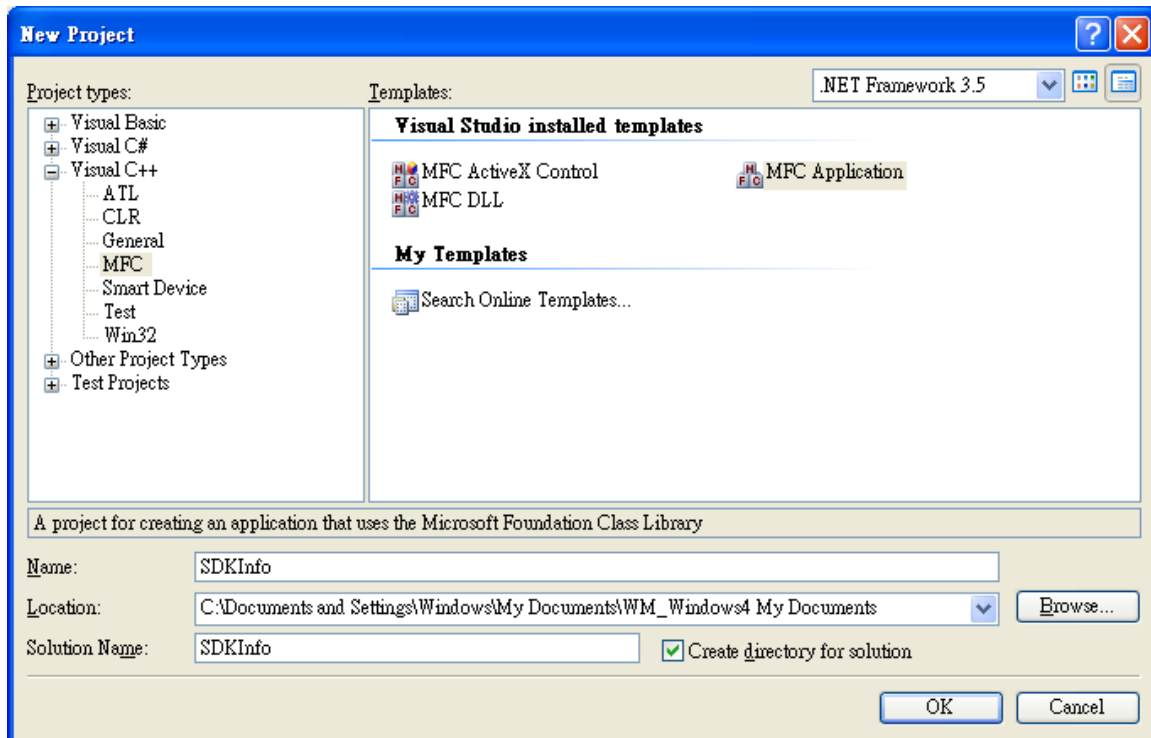 New Project
Project types:
Templates:
.NET Framework 3.5
Visual Basic
Visual C#
Visual C++
ATL
CLR
General
MFC
Smart Device
Test
Win32
Other Project Types
Test Projects
Visual Studio installed templates
MFC ActiveX Control
MFC Application
MFC DLL
My Templates
Search Online Templates...
A project for creating an application that uses the Microsoft Foundation Class Library
Name:
SDKInfo
Location:
C:\Documents and Settings\Windows\My Documents\WM_Windows4 My Documents
Browse...
Solution Name:
SDKInfo
Create directory for solution
OK
Cancel